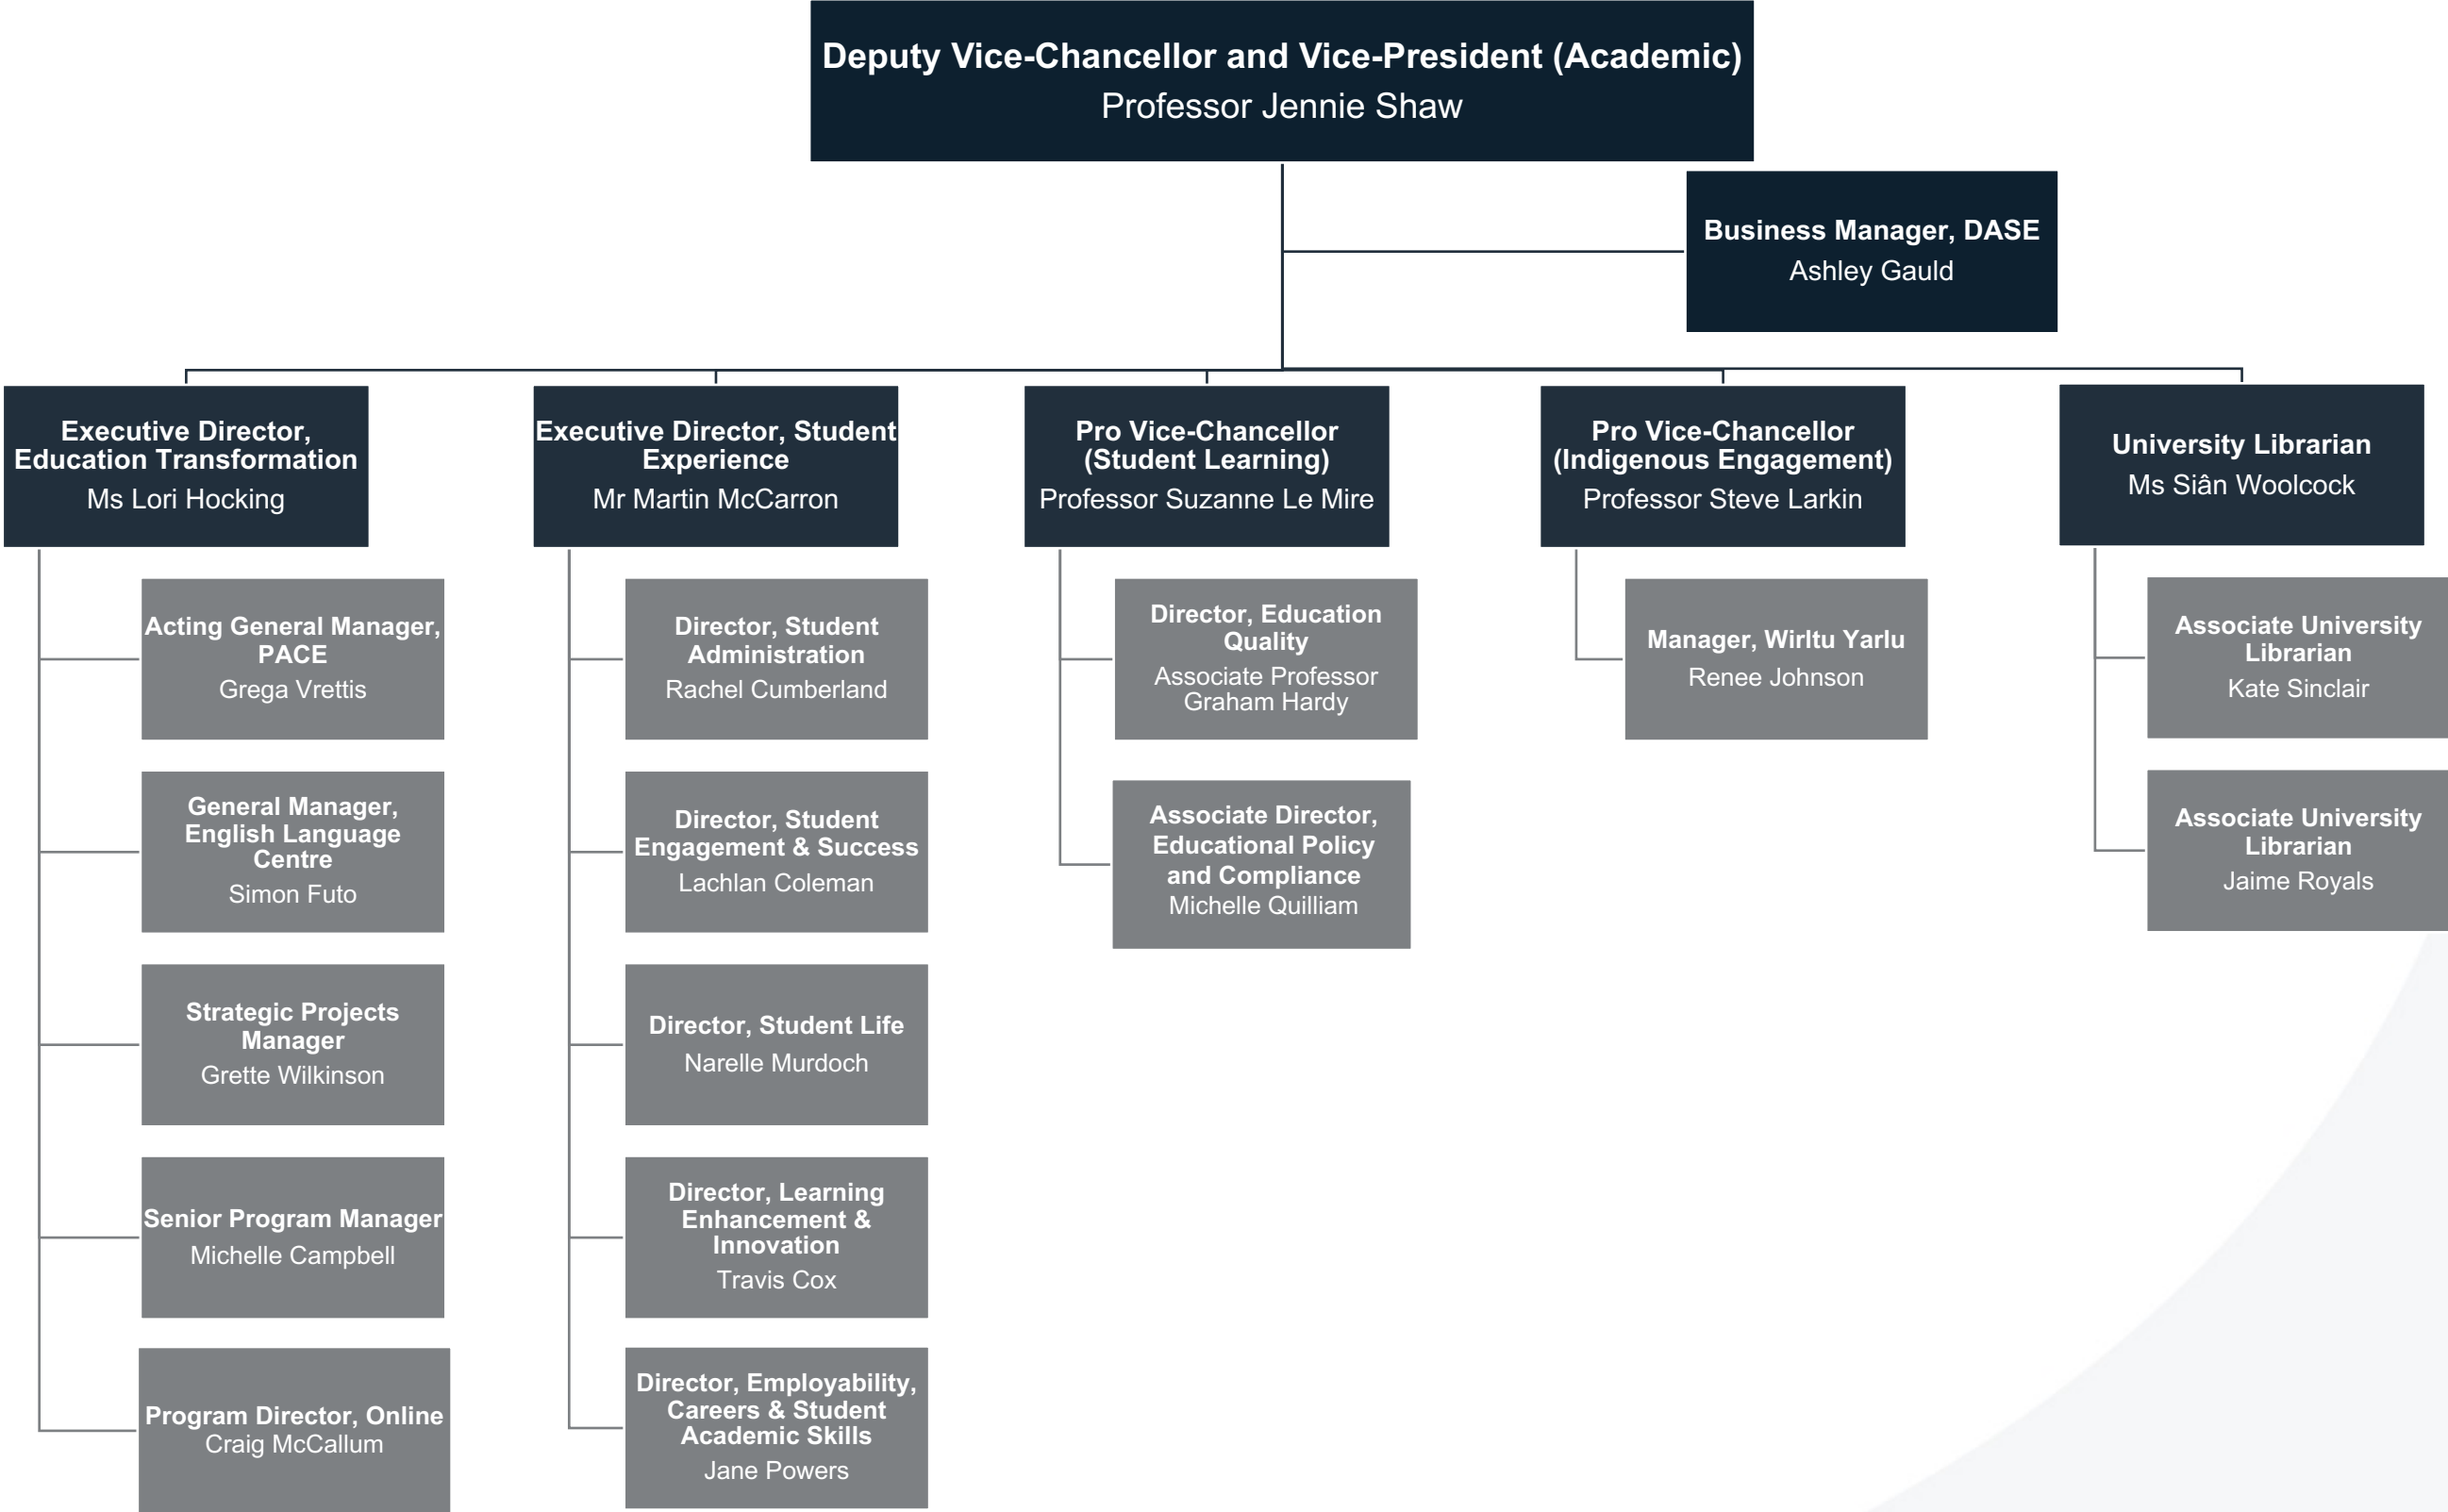 Deputy Vice-Chancellor and Vice-President (Academic)
Professor Jennie Shaw
Business Manager, DASE
Ashley Gauld
Executive Director,
Education Transformation
Ms Lori Hocking
Acting General Manager,
PACE
Grega Vrettis
General Manager,
English Language
Centre
Simon Futo
Strategic Projects
Manager
Grette Wilkinson
Senior Program Manager
Michelle Campbell
Program Director, Online
Craig McCallum
Executive Director, Student
Experience
Mr Martin McCarron
Director, Student
Administration
Rachel Cumberland
Director, Student
Engagement & Success
Lachlan Coleman
Director, Student Life
Narelle Murdoch
Director, Learning
Enhancement &
Innovation
Travis Cox
Director, Employability,
Careers & Student
Academic Skills
Jane Powers
Pro Vice-Chancellor
(Student Learning)
Professor Suzanne Le Mire
Director, Education
Quality
Associate Professor
Graham Hardy
Associate Director,
Educational Policy
and Compliance
Michelle Quilliam
Pro Vice-Chancellor
(Indigenous Engagement)
Professor Steve Larkin
Manager, Wirltu Yarlu
Renee Johnson
University Librarian
Ms Siân Woolcock
Associate University
Librarian
Kate Sinclair
Associate University
Librarian
Jaime Royals